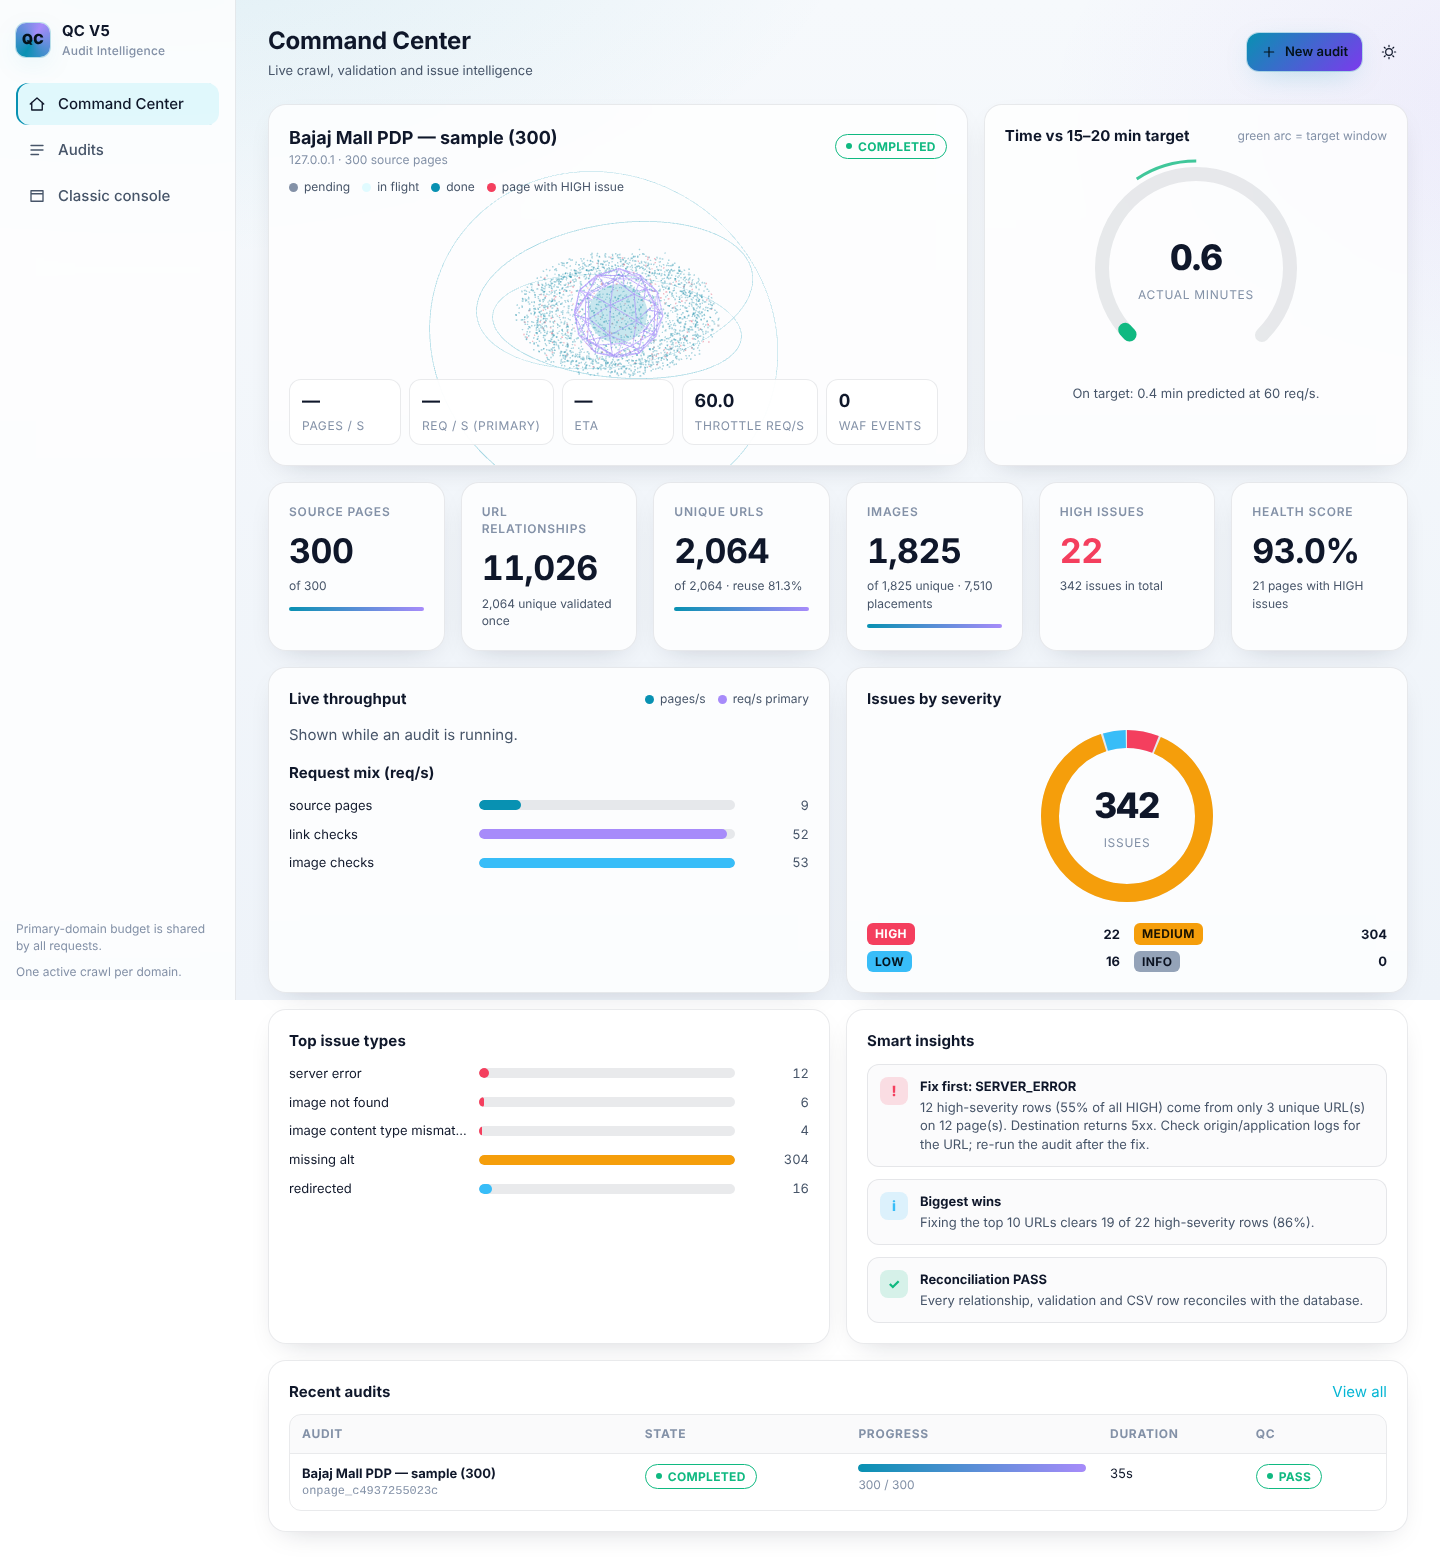 QC
QC V5
Audit Intelligence
Command Center
Audits
Classic console
Primary-domain budget is shared
by all requests.
One active crawl per domain.
Command Center
Live crawl, validation and issue intelligence
New audit
Bajaj Mall PDP — sample (300)
127.0.0.1 · 300 source pages
COMPLETED
pending in flight done page with HIGH issue
—
PAGES / S
—
REQ / S (PRIMARY)
—
ETA
60.0
THROTTLE REQ/S
0
WAF EVENTS
Time vs 15–20 min target
green arc = target window
0.6
ACTUAL MINUTES
On target: 0.4 min predicted at 60 req/s.
SOURCE PAGES
300
of 300
URL
RELATIONSHIPS
11,026
2,064 unique validated
once
UNIQUE URLS
2,064
of 2,064 · reuse 81.3%
IMAGES
1,825
of 1,825 unique · 7,510
placements
HIGH ISSUES
22
342 issues in total
HEALTH SCORE
93.0%
21 pages with HIGH
issues
Live throughput
pages/s req/s primary
Shown while an audit is running.
Request mix (req/s)
source pages 9
link checks 52
image checks 53
Issues by severity
342
ISSUES
HIGH 22 MEDIUM 304
LOW 16 INFO 0
Top issue types
server error 12
image not found 6
image content type mismat... 4
missing alt 304
redirected 16
Smart insights
!
Fix first: SERVER_ERROR
12 high-severity rows (55% of all HIGH) come from only 3 unique URL(s)
on 12 page(s). Destination returns 5xx. Check origin/application logs for
the URL; re-run the audit after the fix.
i
Biggest wins
Fixing the top 10 URLs clears 19 of 22 high-severity rows (86%).
Reconciliation PASS
Every relationship, validation and CSV row reconciles with the database.
Recent audits
View all
AUDIT STATE PROGRESS DURATION QC
Bajaj Mall PDP — sample (300) COMPLETED 35s PASS
onpage_c4937255023c 300 / 300